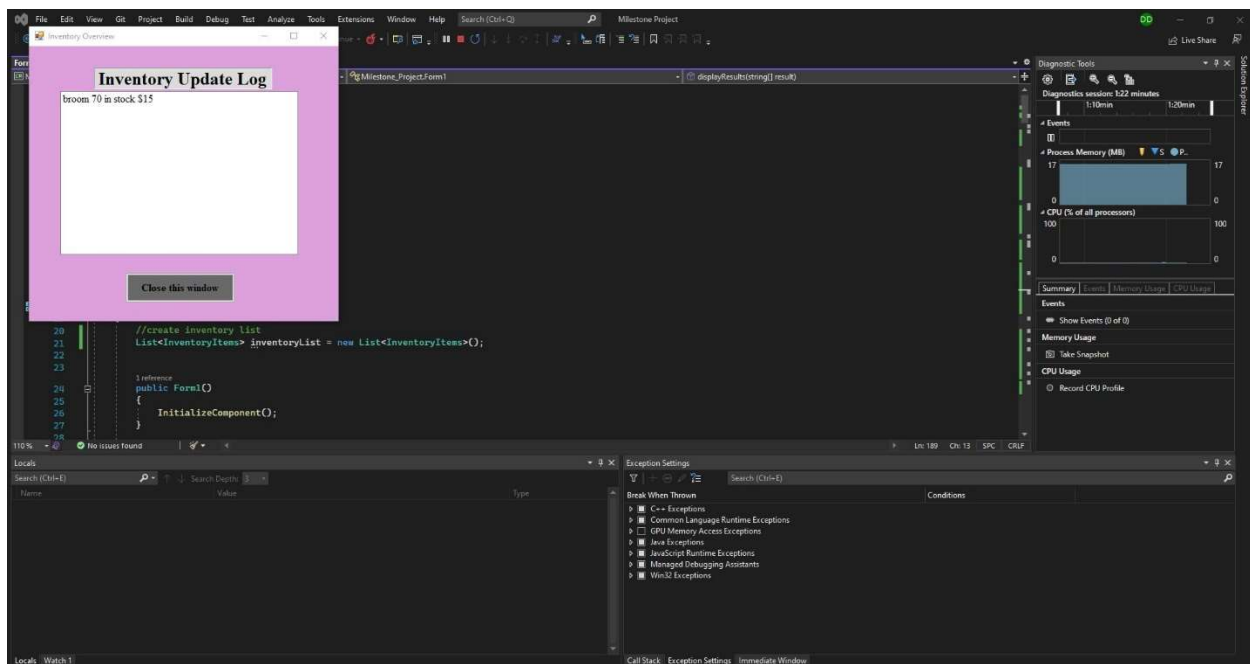 File Edit View Git Project Build Debug Test Analyze Tools Extensions Window Help Search (Ctrl+Q) Milestone Project DD
Live Share
Inventory Overview
Inventory Update Log
broom 70 in stock $15
Close this window
Milestone_Project.Form1 displayResults(string[] result)
20 //create inventory list
21 List<InventoryItems> inventoryList = new List<InventoryItems>();
22
23
1 reference
24 public Form1()
25 {
26 InitializeComponent();
27 }
28
110 % No issues found Ln: 189 Ch: 13 SPC CRLF
Diagnostic Tools
Diagnostics session: 1:22 minutes
1:10min 1:20min
Events
Process Memory (MB) S P...
17 17
0 0
CPU (% of all processors)
100 100
0 0
Summary Events Memory Usage CPU Usage
Events
Show Events (0 of 0)
Memory Usage
Take Snapshot
CPU Usage
Record CPU Profile
Solution Explorer
Locals
Search (Ctrl+E) Search Depth: 3
Name Value Type
Locals Watch 1
Exception Settings
Search (Ctrl+E)
Break When Thrown Conditions
C++ Exceptions
Common Language Runtime Exceptions
GPU Memory Access Exceptions
Java Exceptions
JavaScript Runtime Exceptions
Managed Debugging Assistants
Win32 Exceptions
Call Stack Exception Settings Immediate Window